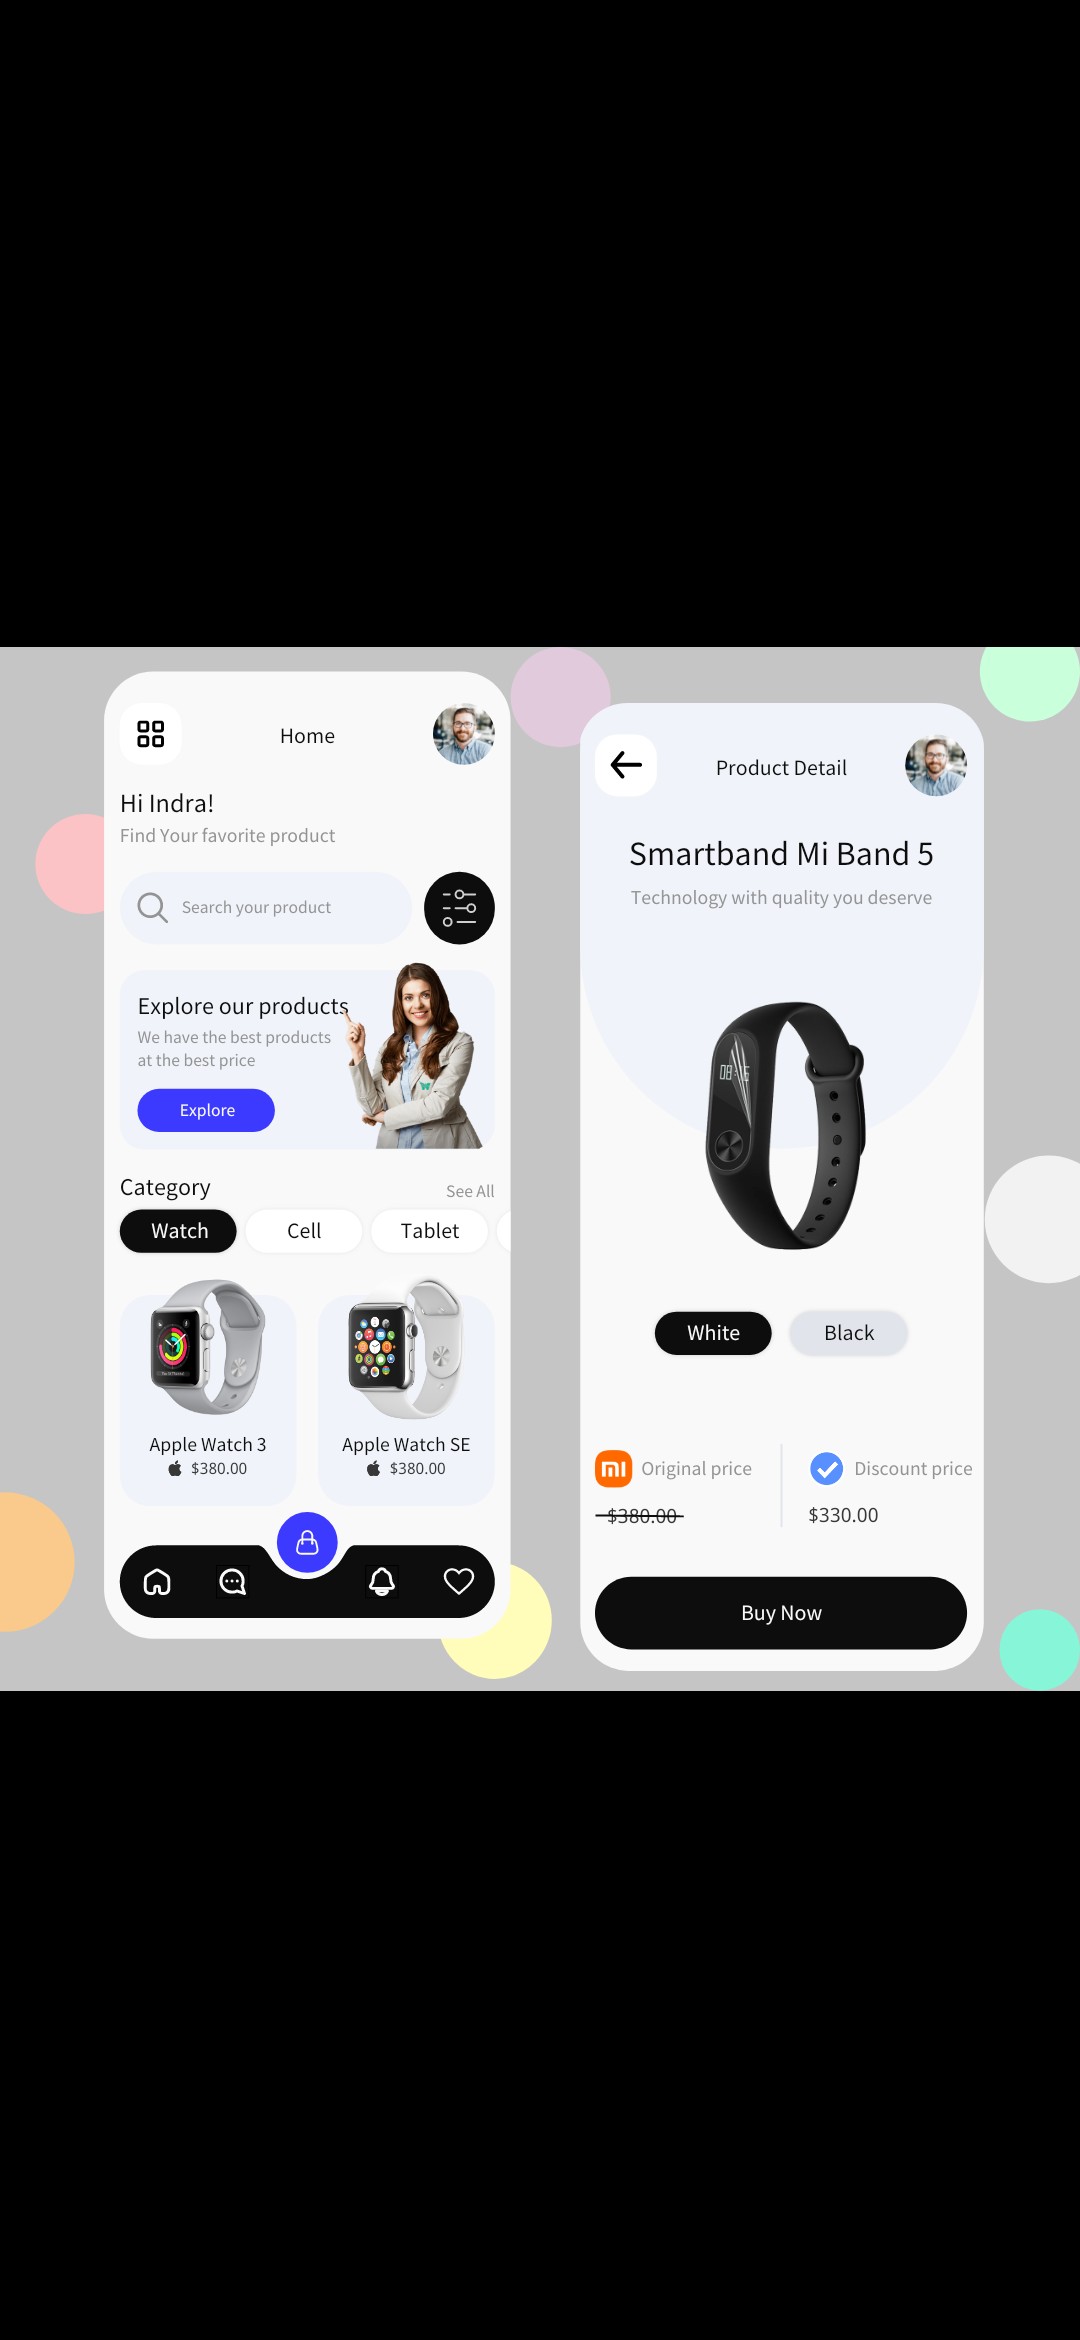 Home
Hi Indra!
Find Your favorite product
Search your product
Explore our products
We have the best products
at the best price
Explore
Category
See All
Watch
Cell
Tablet
Apple Watch 3
$380.00
Apple Watch SE
$380.00
Product Detail
Smartband Mi Band 5
Technology with quality you deserve
White
Black
mi Original price
$380.00
Discount price
$330.00
Buy Now